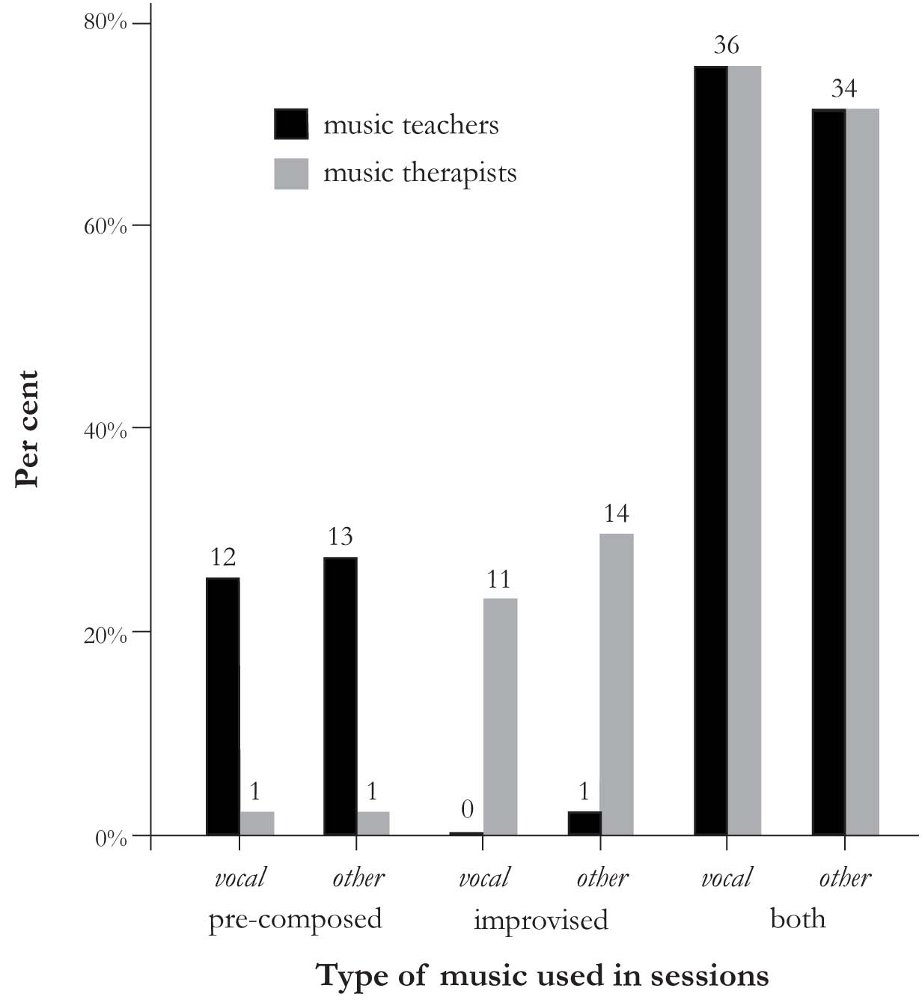 80%
36
34
music teachers
music therapists
60%
Per cent
40%
14
13
12
11
20%
1
1
0
1
0%
vocal other vocal other vocal other
pre-composed improvised both
Type of music used in sessions